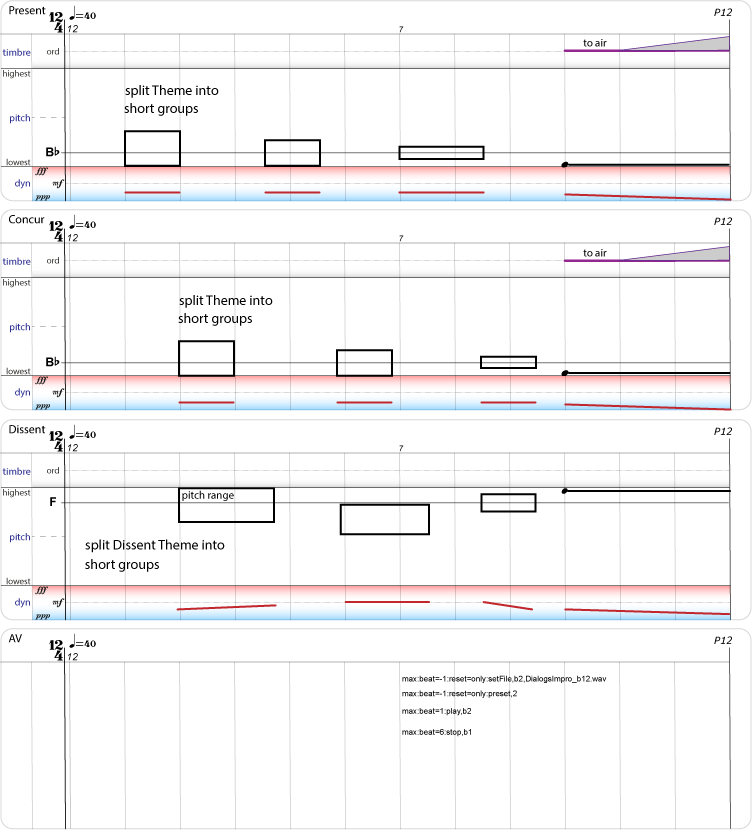 Present
12
4
♩=40
P12
12
7
timbre
ord
to air
highest
split Theme into
short groups
pitch
B♭
lowest
fff
dyn
mf
ppp
Concur
12
4
♩=40
P12
12
7
timbre
ord
to air
highest
split Theme into
short groups
pitch
B♭
lowest
fff
dyn
mf
ppp
Dissent
12
4
♩=40
P12
12
7
timbre
ord
highest
pitch range
F
pitch
split Dissent Theme into
short groups
lowest
fff
dyn
mf
ppp
AV
12
4
♩=40
P12
12
max:beat=-1:reset=only:setFile,b2,DialogsImpro_b12.wav
max:beat=-1:reset=only:preset,2
max:beat=1:play,b2
max:beat=6:stop,b1